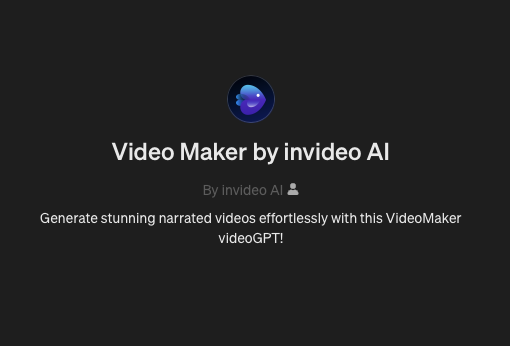 Video Maker by invideo AI
By invideo AI
Generate stunning narrated videos effortlessly with this VideoMaker
videoGPT!